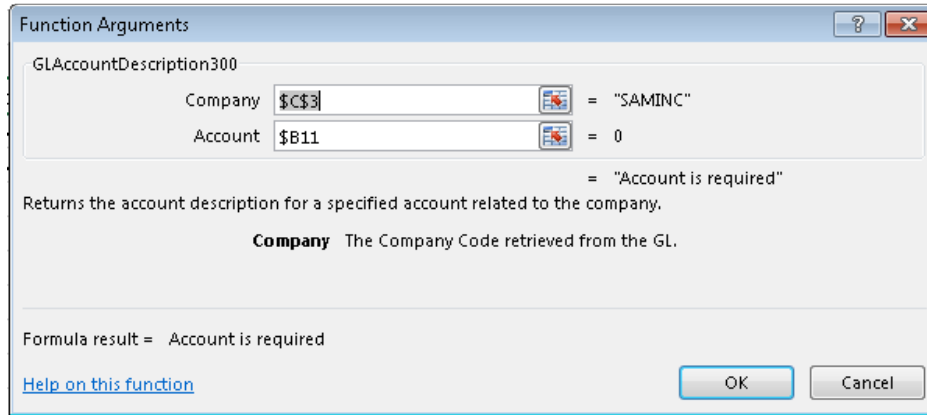 Function Arguments
GLAccountDescription300
Company $C$3 = "SAMINC"
Account $B11 = 0
= "Account is required"
Returns the account description for a specified account related to the company.
Company The Company Code retrieved from the GL.
Formula result = Account is required
Help on this function
OK Cancel